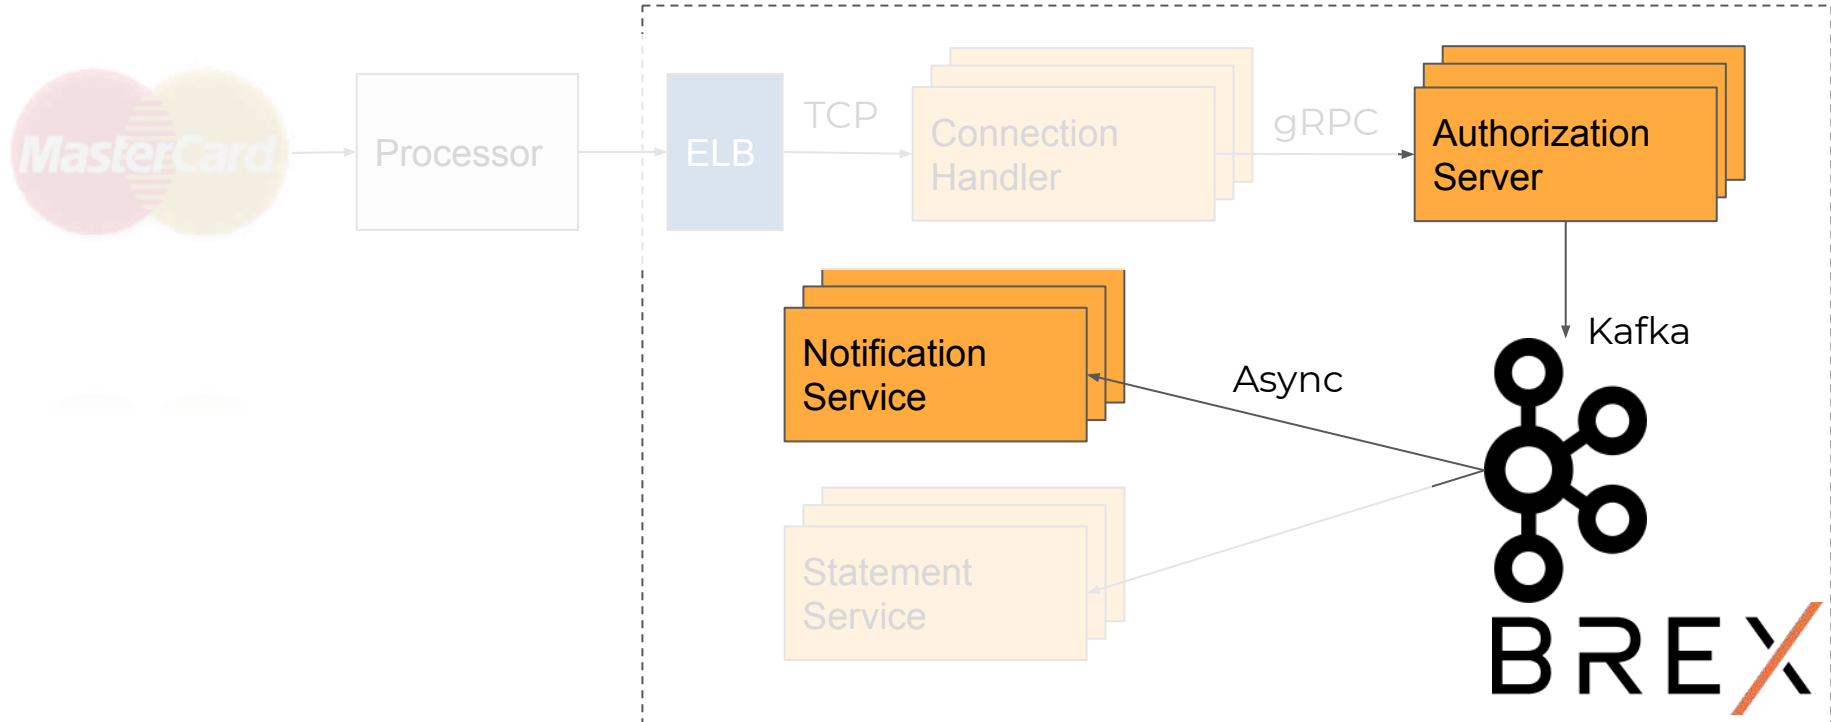 MasterCard
Processor
ELB
TCP
Connection
Handler
gRPC
Authorization
Server
Kafka
Notification
Service
Async
Statement
Service
BREX